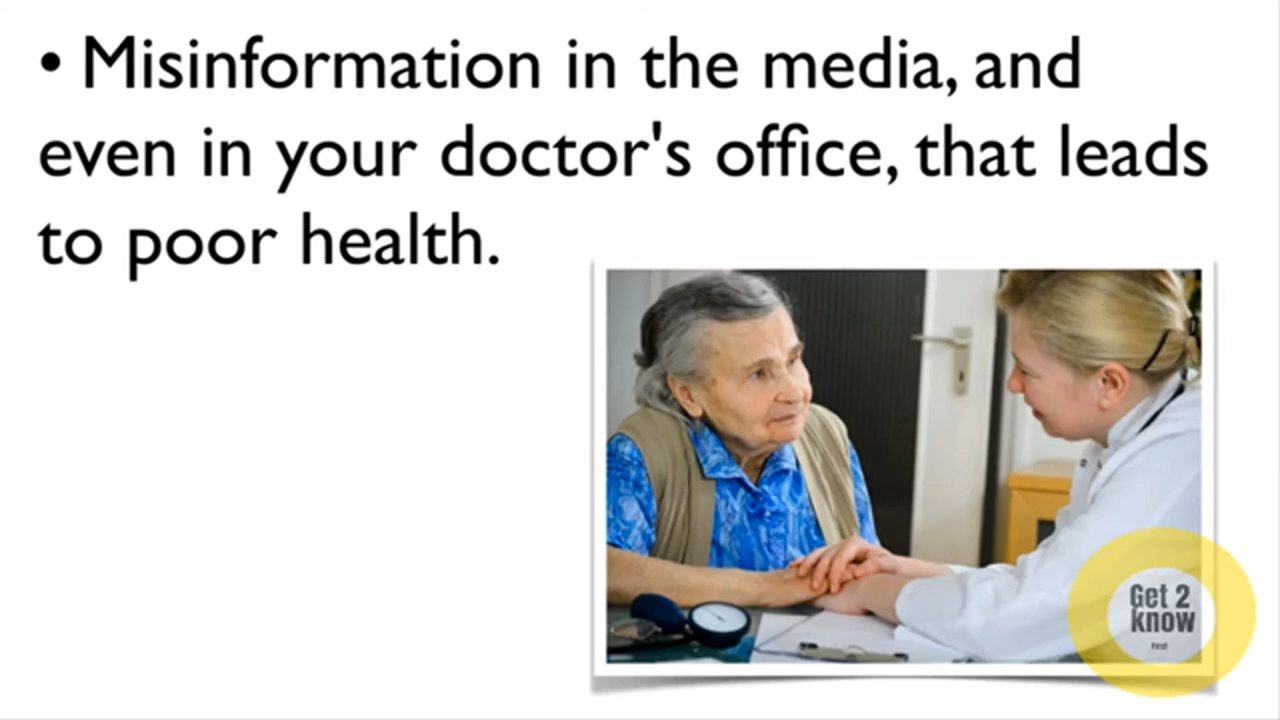 • Misinformation in the media, and
even in your doctor's office, that leads
to poor health.
Get 2
know
First